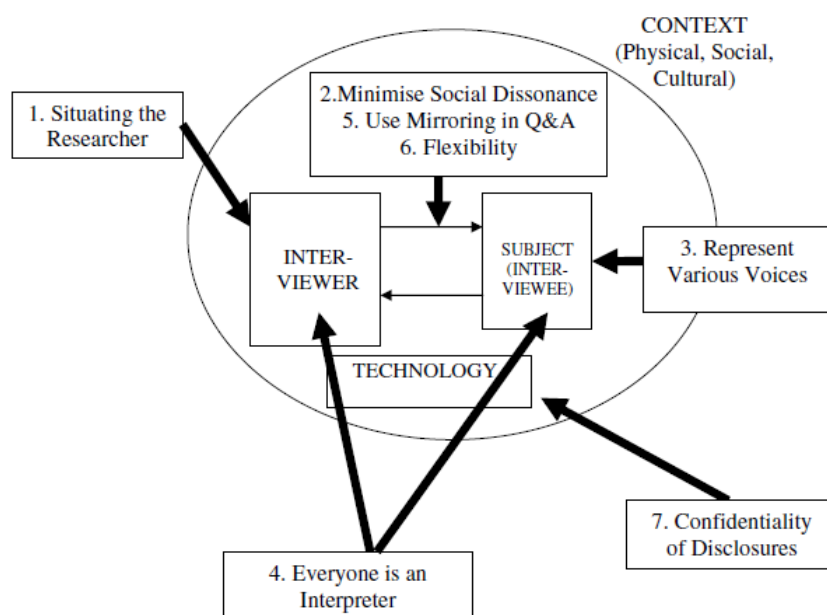 CONTEXT
(Physical, Social,
Cultural)
1. Situating the
Researcher
2.Minimise Social Dissonance
5. Use Mirroring in Q&A
6. Flexibility
INTER-
VIEWER
SUBJECT
(INTER-
VIEWEE)
3. Represent
Various Voices
TECHNOLOGY
7. Confidentiality
of Disclosures
4. Everyone is an
Interpreter